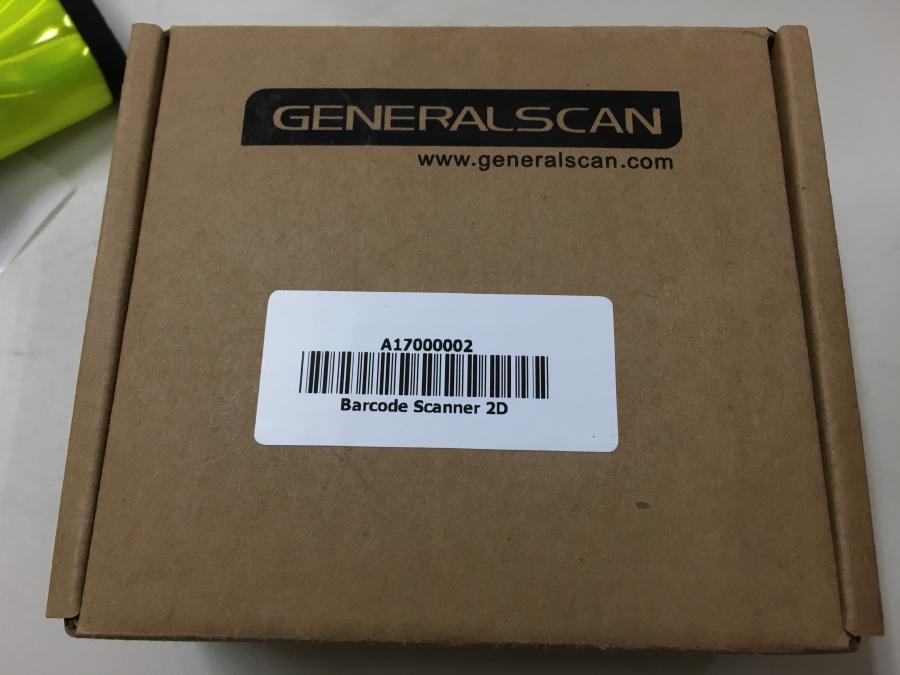 GENERALSCAN
www.generalscan.com
A17000002
Barcode Scanner 2D